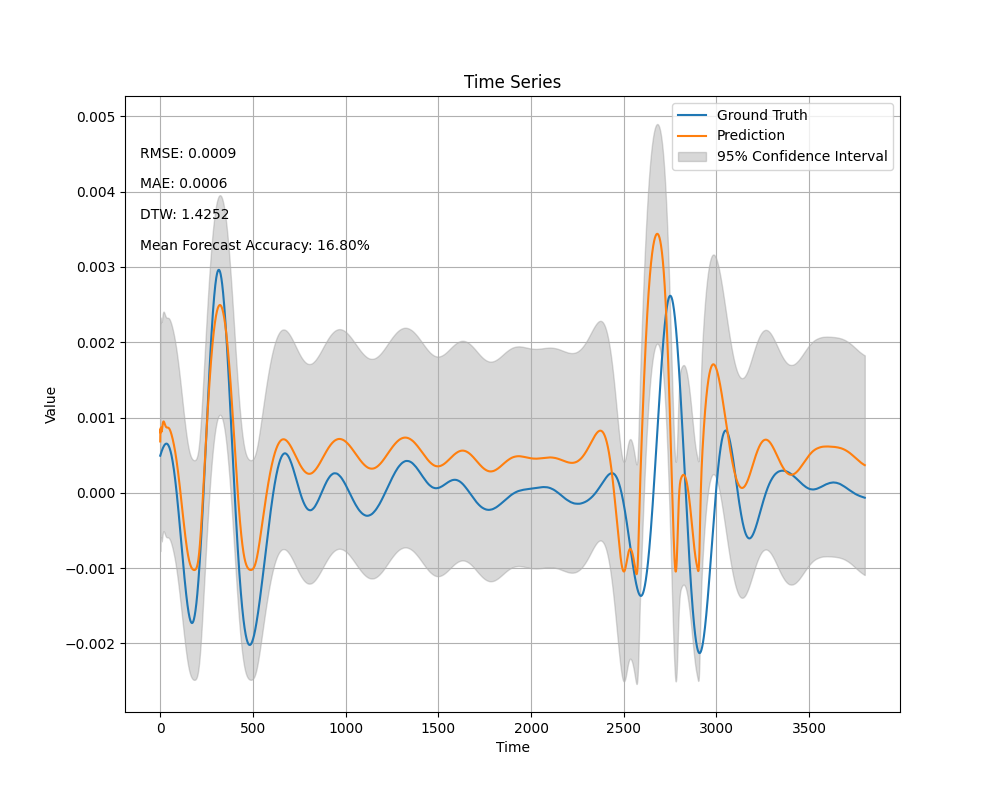 Time Series
Ground Truth
Prediction
95% Confidence Interval
RMSE: 0.0009
MAE: 0.0006
DTW: 1.4252
Mean Forecast Accuracy: 16.80%
Value
0.005
0.004
0.003
0.002
0.001
0.000
−0.001
−0.002
0 500 1000 1500 2000 2500 3000 3500
Time